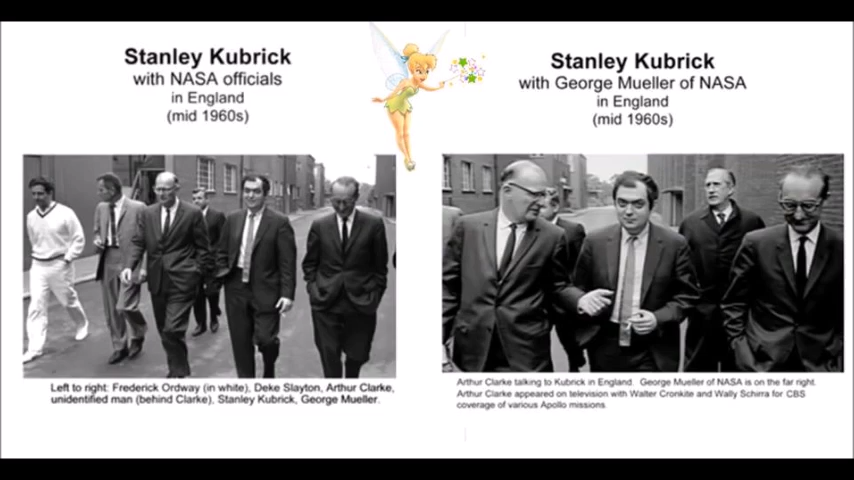 Stanley Kubrick
with NASA officials
in England
(mid 1960s)
Left to right: Frederick Ordway (in white), Deke Slayton, Arthur Clarke,
unidentified man (behind Clarke), Stanley Kubrick, George Mueller.
Stanley Kubrick
with George Mueller of NASA
in England
(mid 1960s)
Arthur Clarke talking to Kubrick in England. George Mueller of NASA is on the far right.
Arthur Clarke appeared on television with Walter Cronkite and Wally Schirra for CBS
coverage of various Apollo missions.